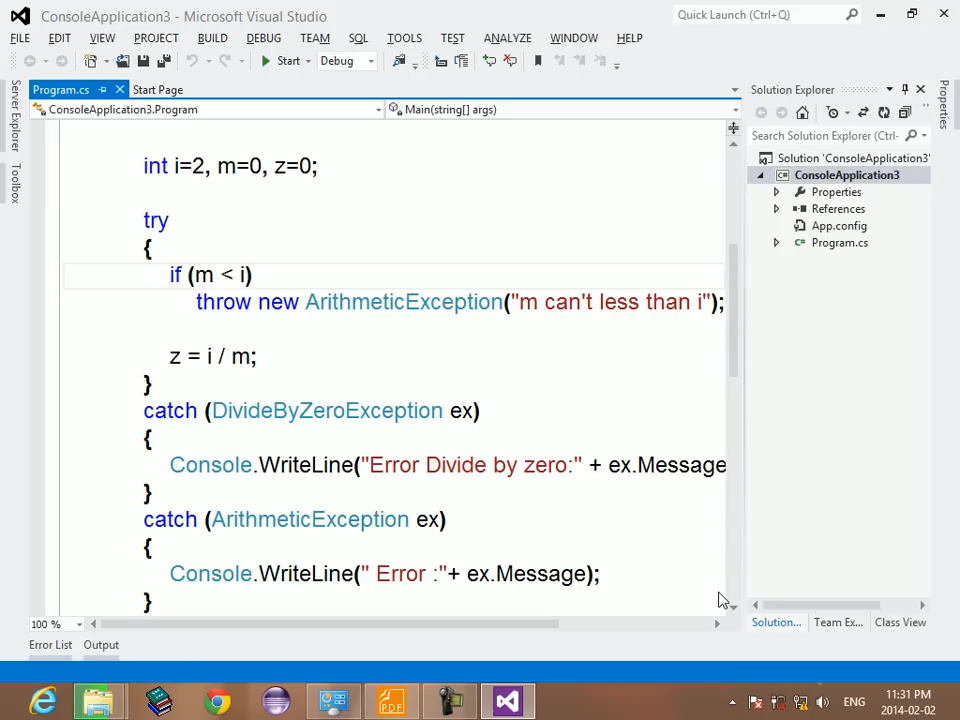 ConsoleApplication3 - Microsoft Visual Studio
Quick Launch (Ctrl+Q)
FILE EDIT VIEW PROJECT BUILD DEBUG TEAM SQL TOOLS TEST ANALYZE WINDOW HELP
Start Debug
Server Explorer
Toolbox
Program.cs Start Page
ConsoleApplication3.Program Main(string[] args)
int i=2, m=0, z=0;
try
{
if (m < i)
throw new ArithmeticException("m can't less than i");
z = i / m;
}
catch (DivideByZeroException ex)
{
Console.WriteLine("Error Divide by zero:" + ex.Message
}
catch (ArithmeticException ex)
{
Console.WriteLine(" Error :"+ ex.Message);
}
100 %
Error List Output
Solution Explorer
Search Solution Explorer (Ctrl-
Solution 'ConsoleApplication3'
ConsoleApplication3
Properties
References
App.config
C# Program.cs
Solution... Team Ex... Class View
Properties
PDF
ENG
11:31 PM
2014-02-02